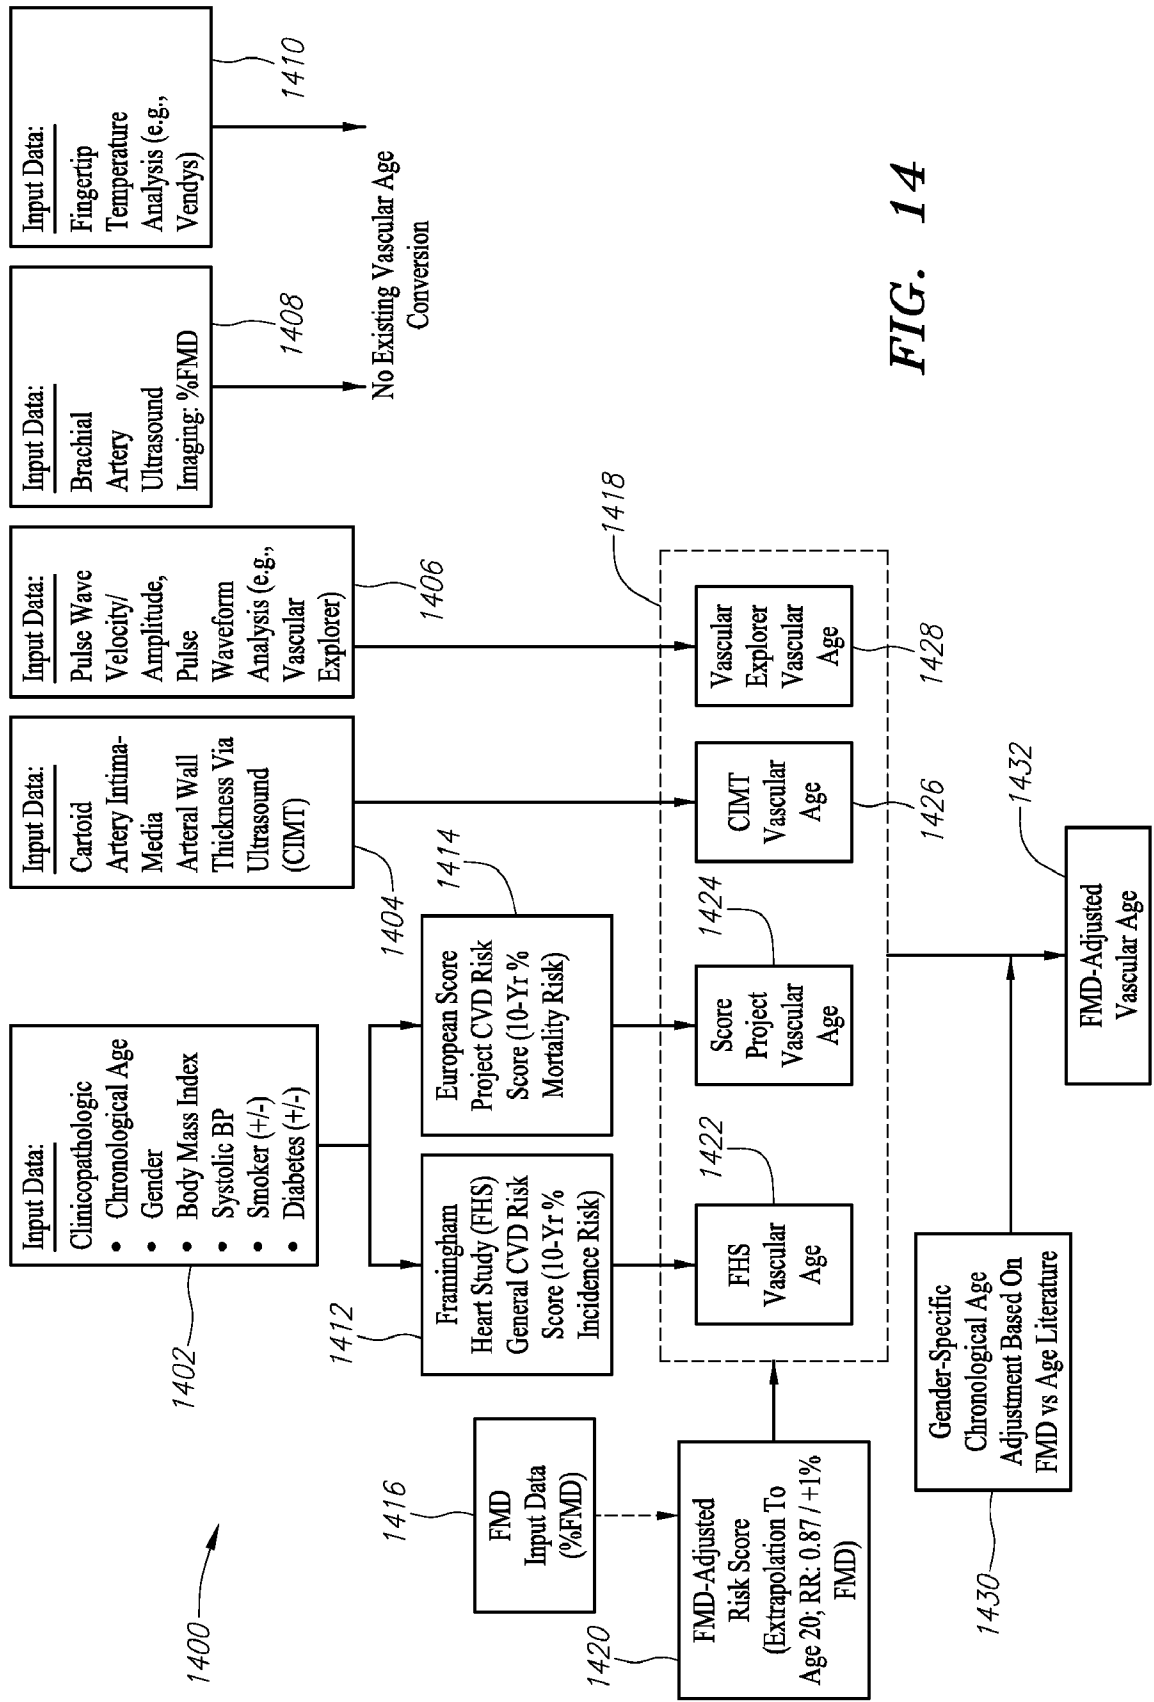 1400
1402
Input Data:
Clinicopathologic
• Chronological Age
• Gender
• Body Mass Index
• Systolic BP
• Smoker (+/-)
• Diabetes (+/-)
Input Data:
Cartoid
Artery Intima-
Media
Arteral Wall
Thickness Via
Ultrasound
(CIMT)
1404
Input Data:
Pulse Wave
Velocity/
Amplitude,
Pulse
Waveform
Analysis (e.g.,
Vascular
Explorer)
1406
Input Data:
Brachial
Artery
Ultrasound
Imaging: %FMD
1408
Input Data:
Fingertip
Temperature
Analysis (e.g.,
Vendys)
1410
No Existing Vascular Age
Conversion
1412
Framingham
Heart Study (FHS)
General CVD Risk
Score (10-Yr %
Incidence Risk)
1414
European Score
Project CVD Risk
Score (10-Yr %
Mortality Risk)
1416
FMD
Input Data
(%FMD)
1418
1420
FMD-Adjusted
Risk Score
(Extrapolation To
Age 20; RR: 0.87 / +1%
FMD)
1422
FHS
Vascular
Age
1424
Score
Project
Vascular
Age
CIMT
Vascular
Age
1426
Vascular
Explorer
Vascular
Age
1428
Gender-Specific
Chronological Age
Adjustment Based On
FMD vs Age Literature
1430
1432
FMD-Adjusted
Vascular Age
FIG. 14